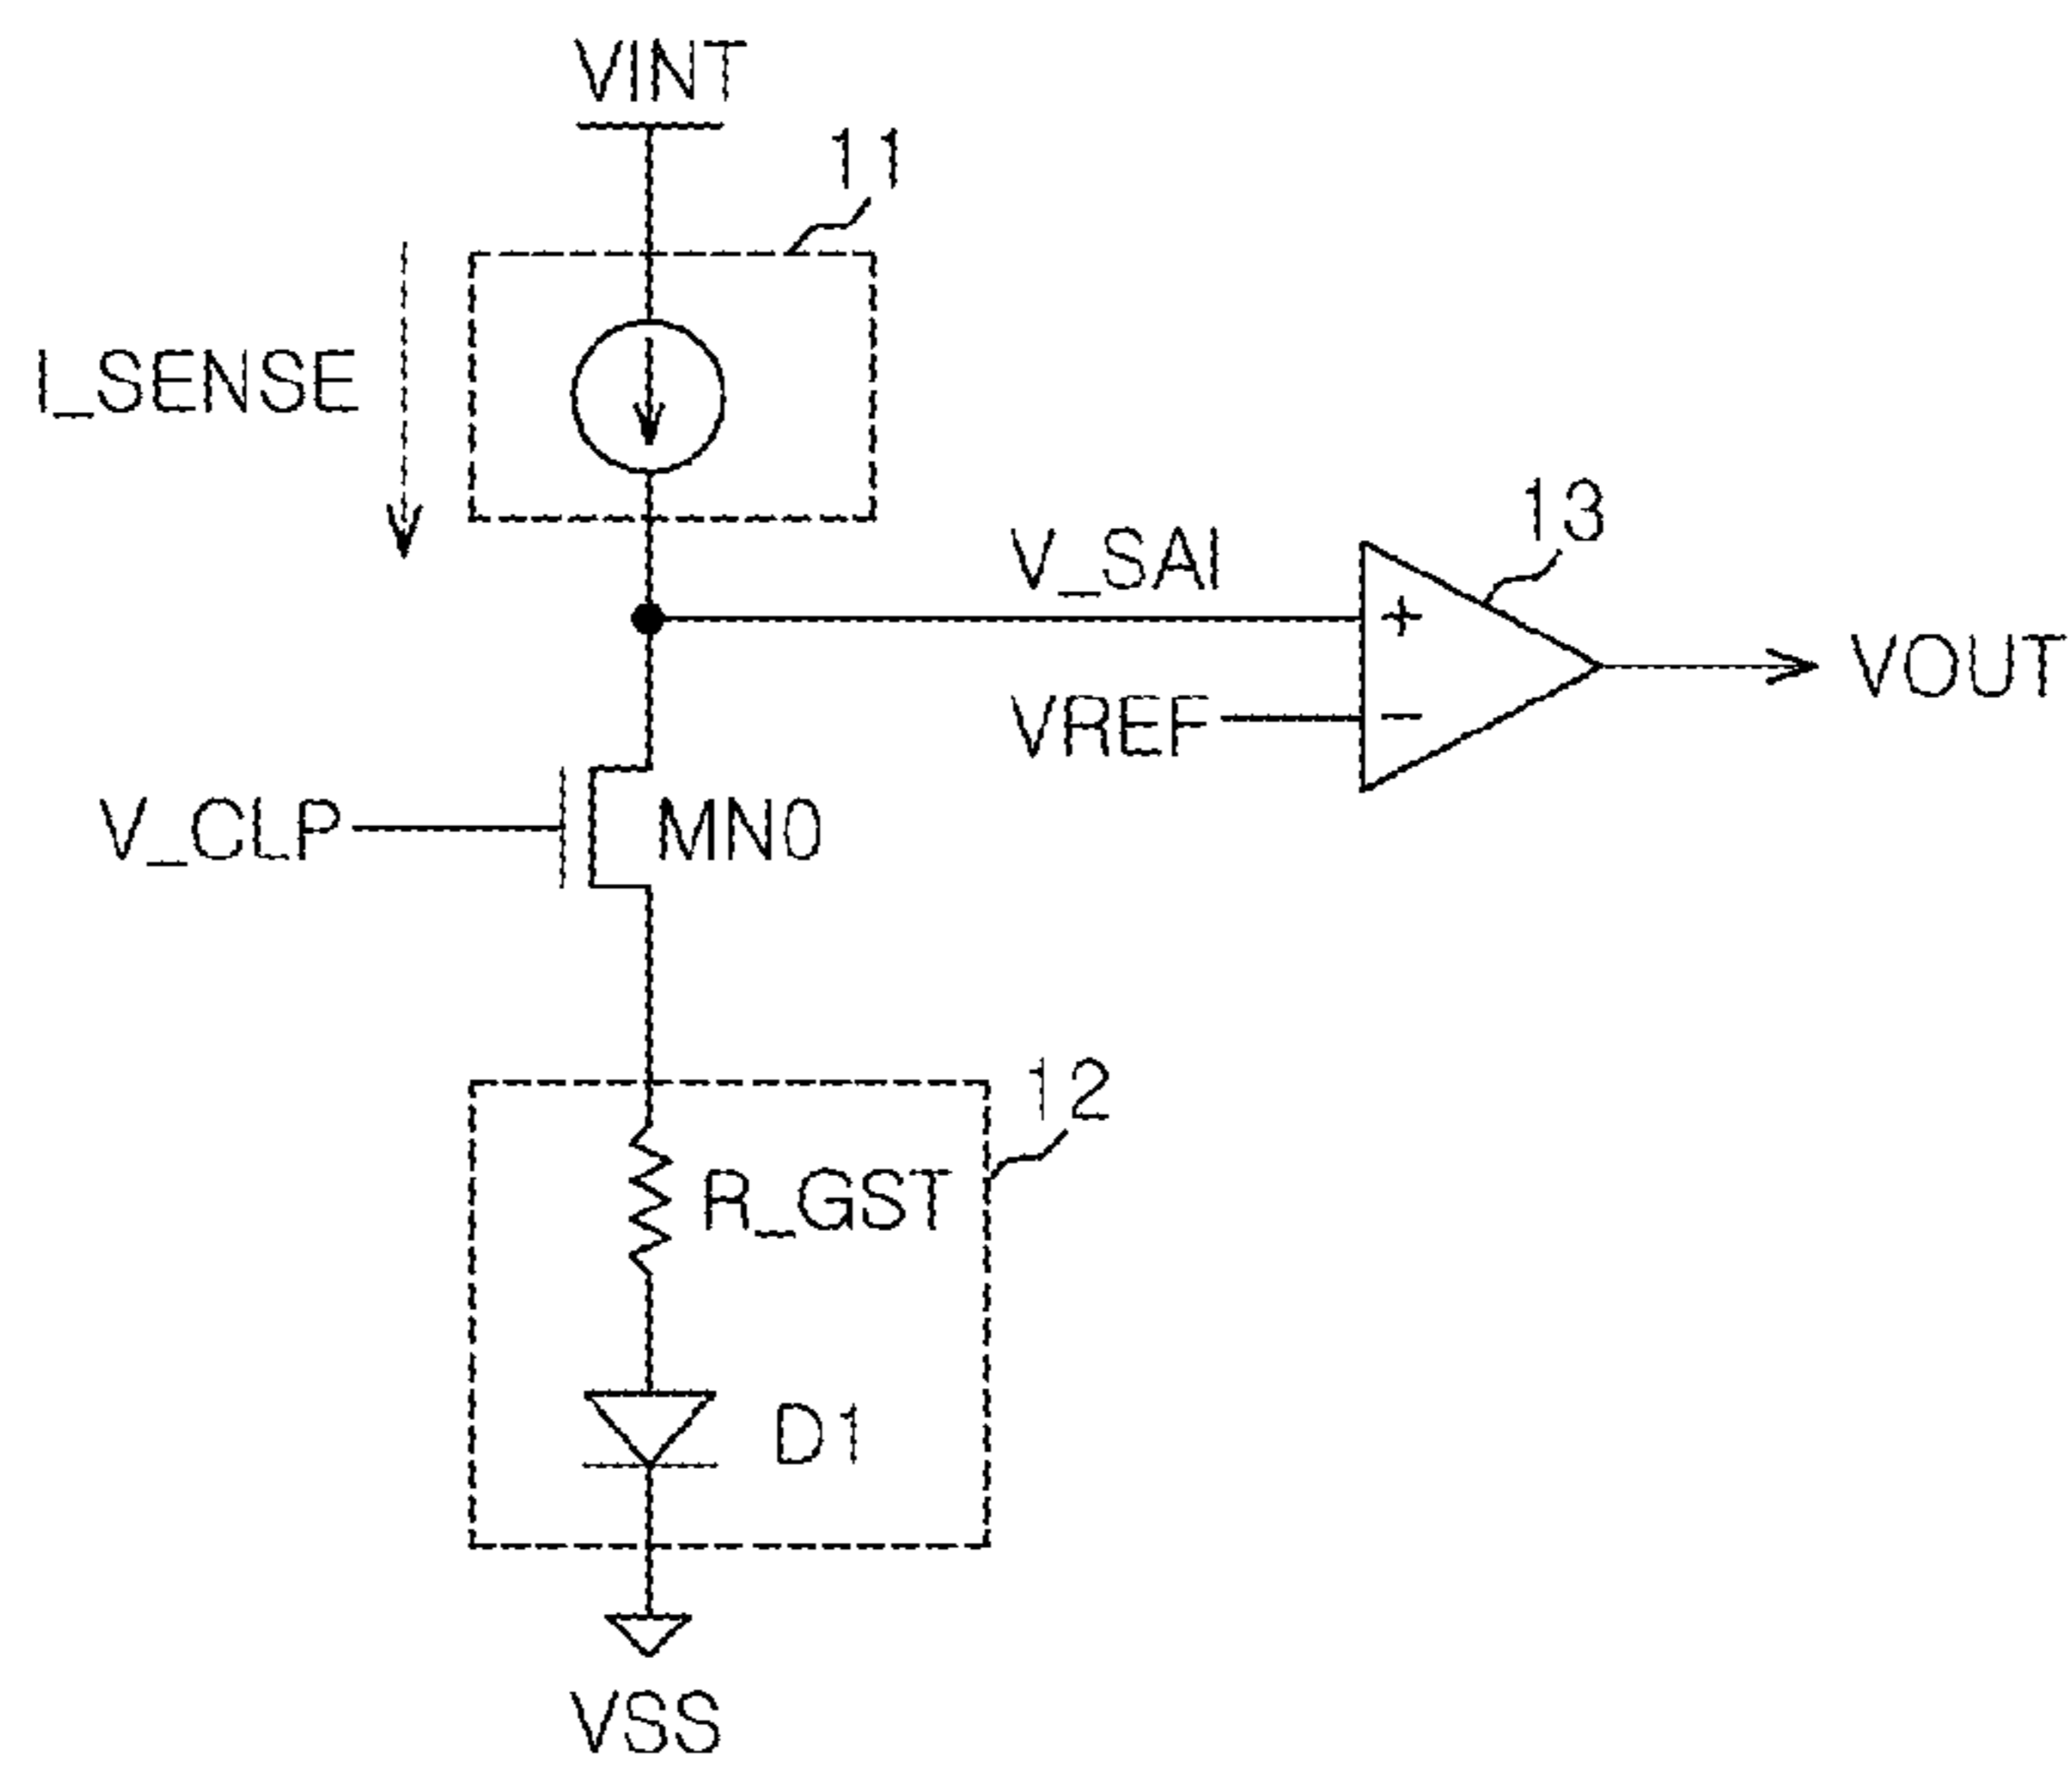 VINT
11
I_SENSE
13
V_SAI
+
VOUT
VREF
−
V_CLP
MN0
12
R_GST
D1
VSS